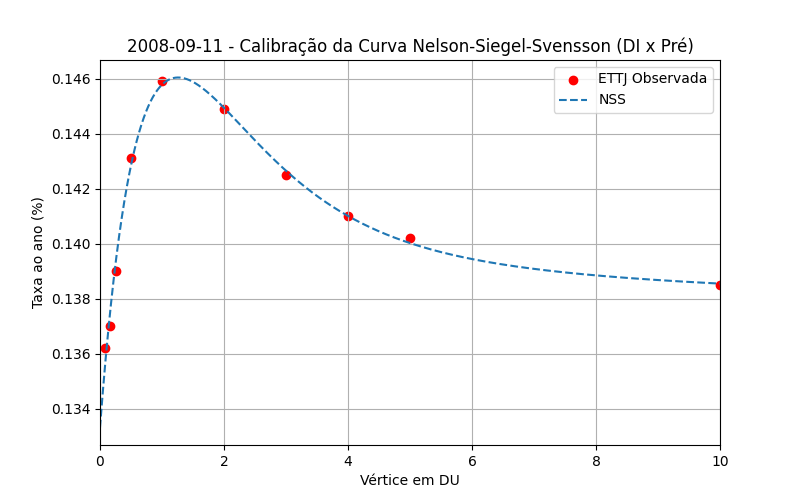 2008-09-11 - Calibração da Curva Nelson-Siegel-Svensson (DI x Pré)
ETTJ Observada
NSS
Taxa ao ano (%)
0.146
0.144
0.142
0.140
0.138
0.136
0.134
0 2 4 6 8 10
Vértice em DU